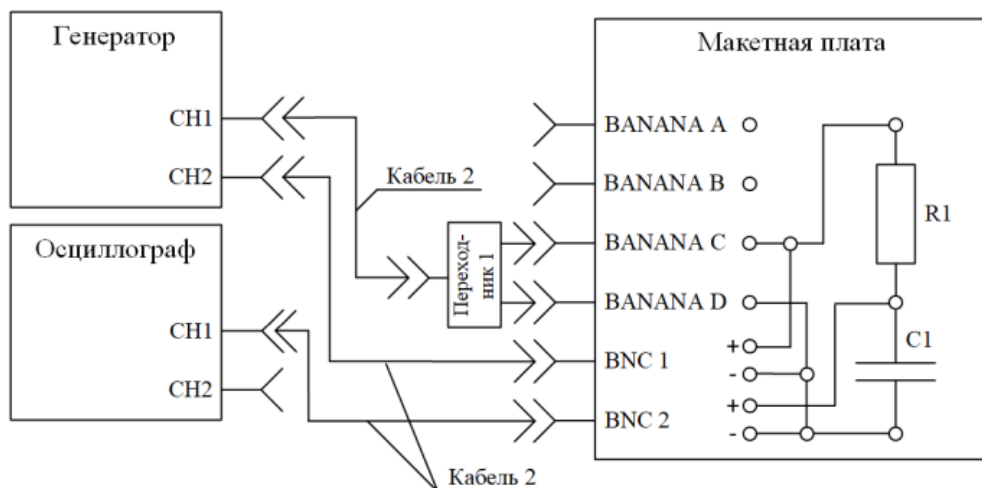 Генератор
CH1
CH2
Кабель 2
Осциллограф
CH1
CH2
Переход-
ник 1
Макетная плата
BANANA A
BANANA B
BANANA C
BANANA D
BNC 1
+
-
BNC 2
+
-
R1
C1
Кабель 2